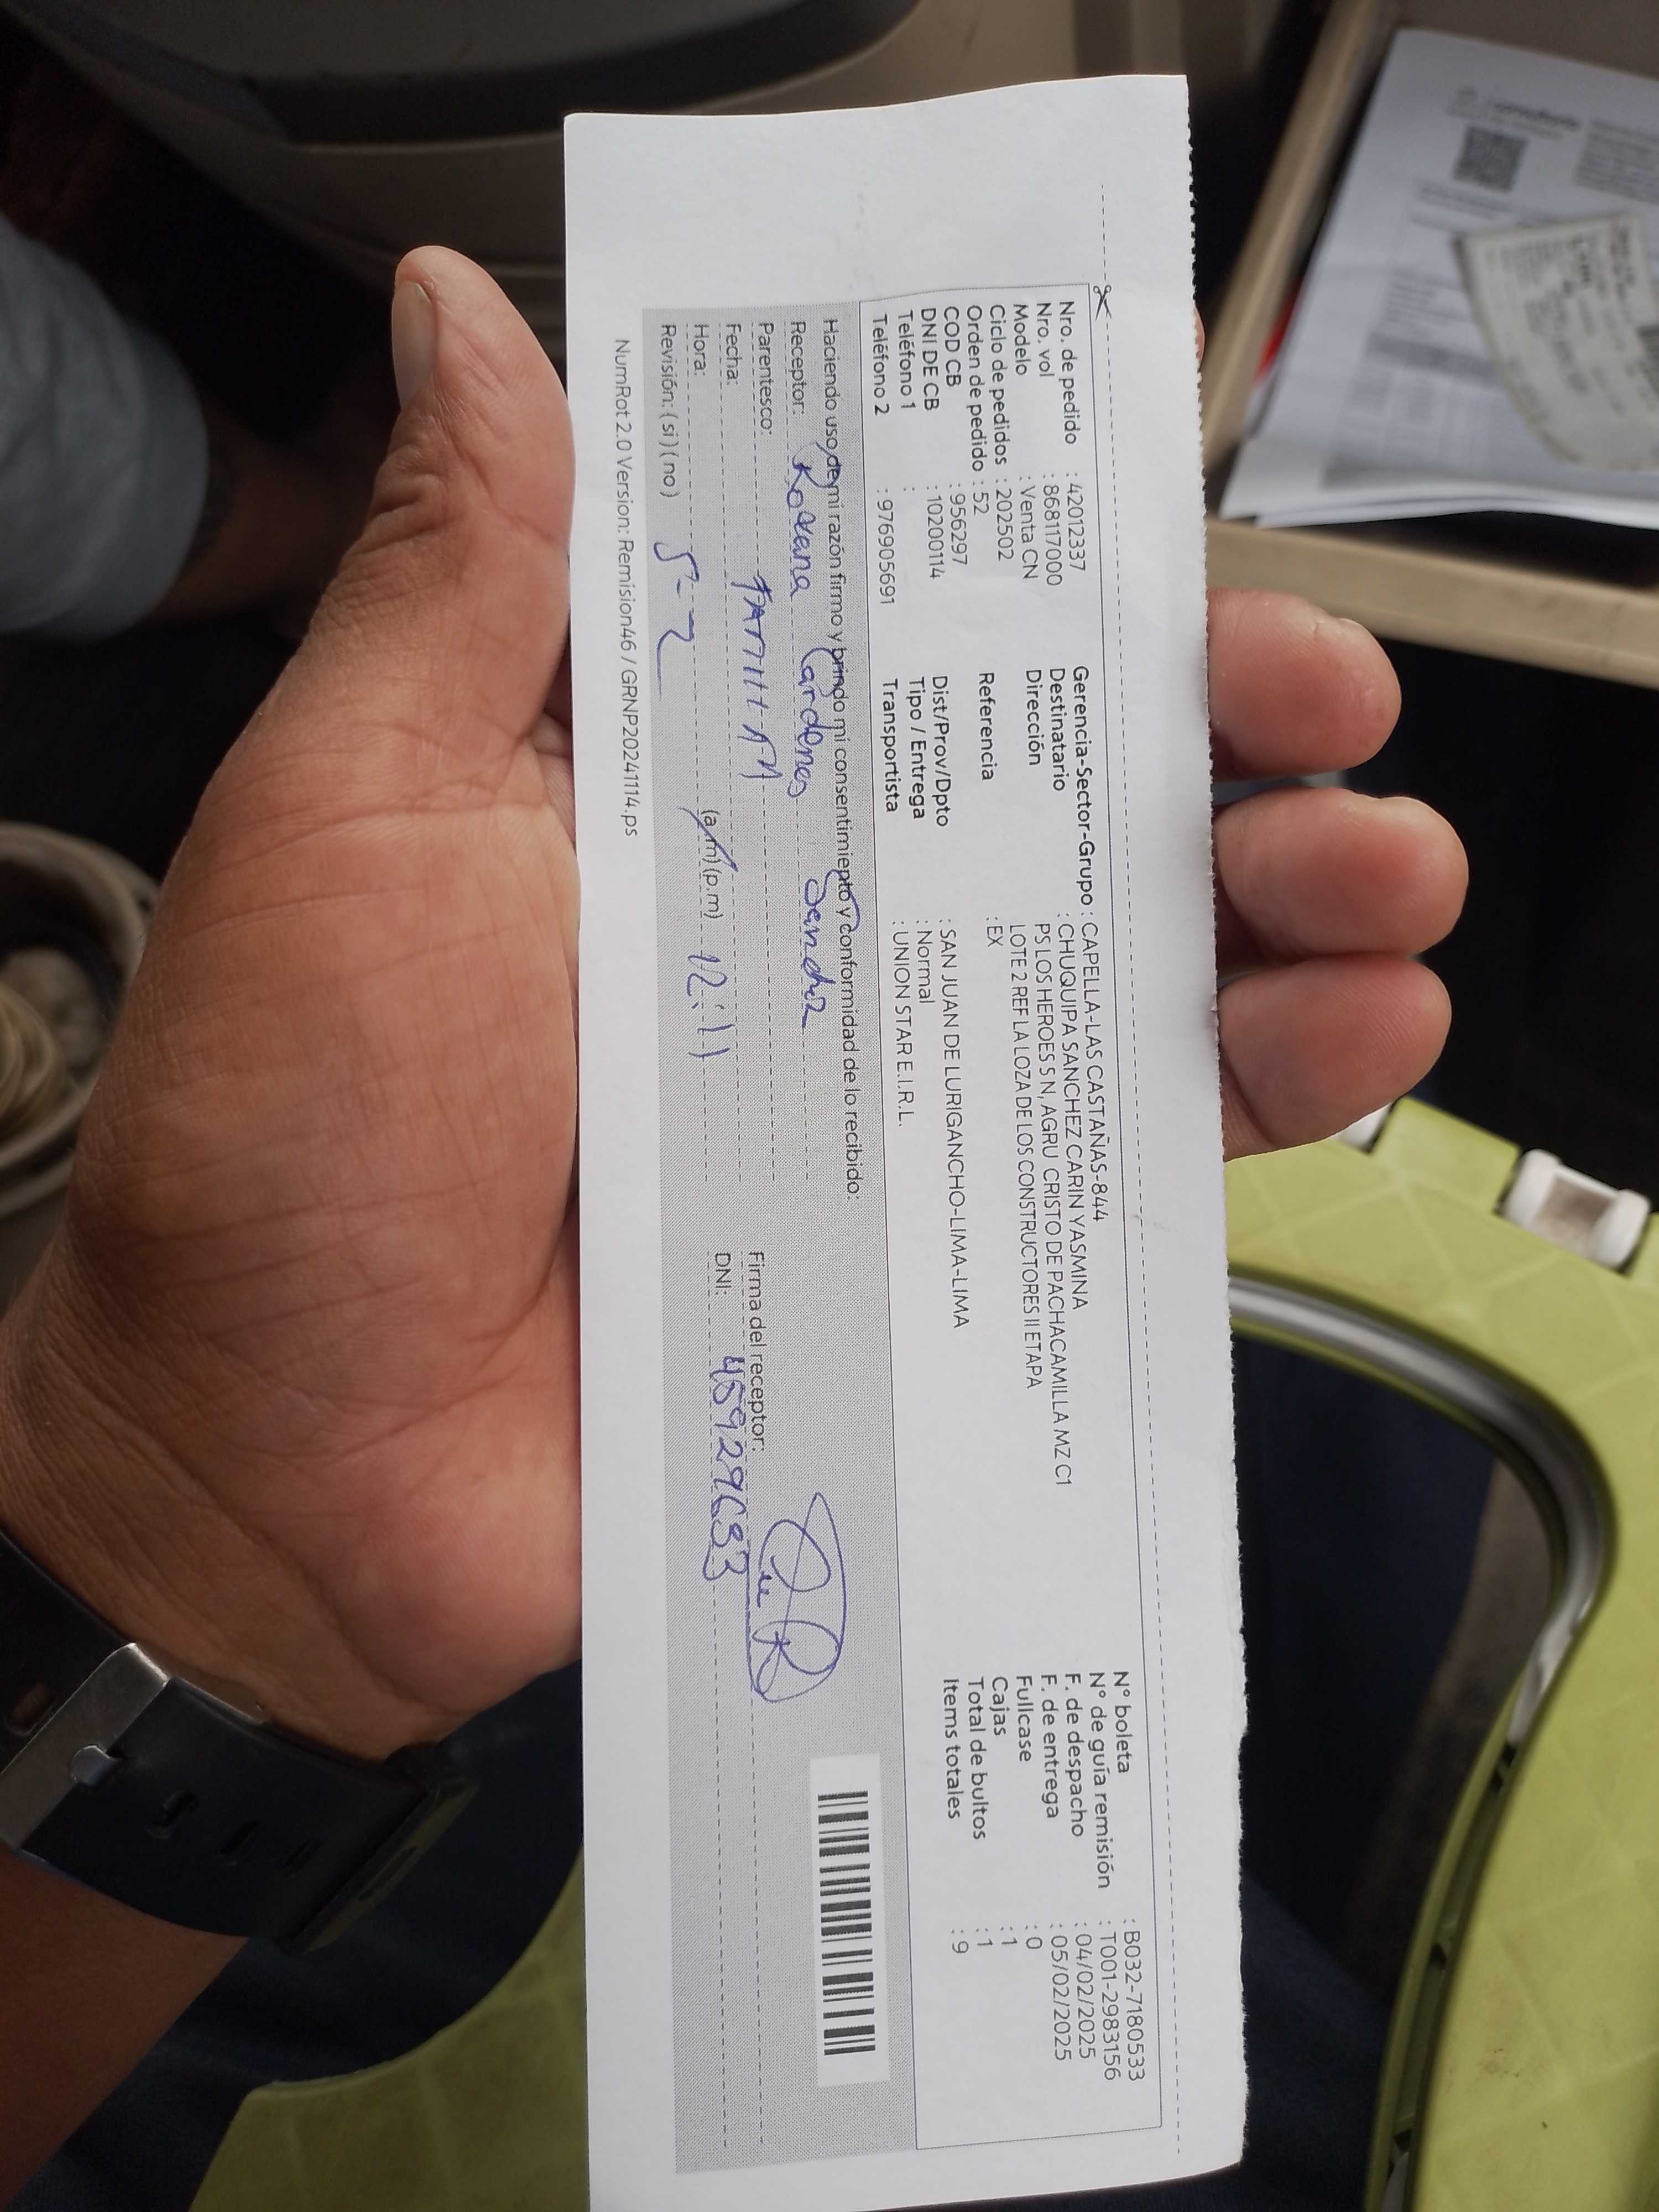 Nro. de pedido : 42012337
Nro. vol : 868117000
Modelo : Venta CN
Ciclo de pedidos : 202502
Orden de pedido : 52
COD CB : 956297
DNI DE CB : 10200114
Teléfono 1 :
Teléfono 2 : 976905691
Gerencia-Sector-Grupo : CAPELLA-LAS CASTAÑAS-844
Destinatario : CHUQUIPA SANCHEZ CARIN YASMINA
Dirección PS LOS HEROES S N, AGRU CRISTO DE PACHACAMILLA MZ C1
LOTE 2 REF LA LOZA DE LOS CONSTRUCTORES II ETAPA
Referencia : EX
Dist/Prov/Dpto : SAN JUAN DE LURIGANCHO-LIMA-LIMA
Tipo / Entrega : Normal
Transportista : UNION STAR E.I.R.L.
N° boleta : B032-7180533
N° de guía remisión : T001-2983156
F. de despacho : 04/02/2025
F. de entrega : 05/02/2025
Fullcase : 0
Cajas : 1
Total de bultos : 1
Items totales : 9
Haciendo uso de mi razón firmo y brindo mi consentimiento y conformidad de lo recibido:
Receptor: Roxana Cardenes
Parentesco:
Fecha:
Hora: (a.m) (p.m) 12:11
Revisión: ( si ) ( no ) 5-2
Firma del receptor:
DNI:
NumRot 2.0 Version: Remision46 / GRNP20241114.ps